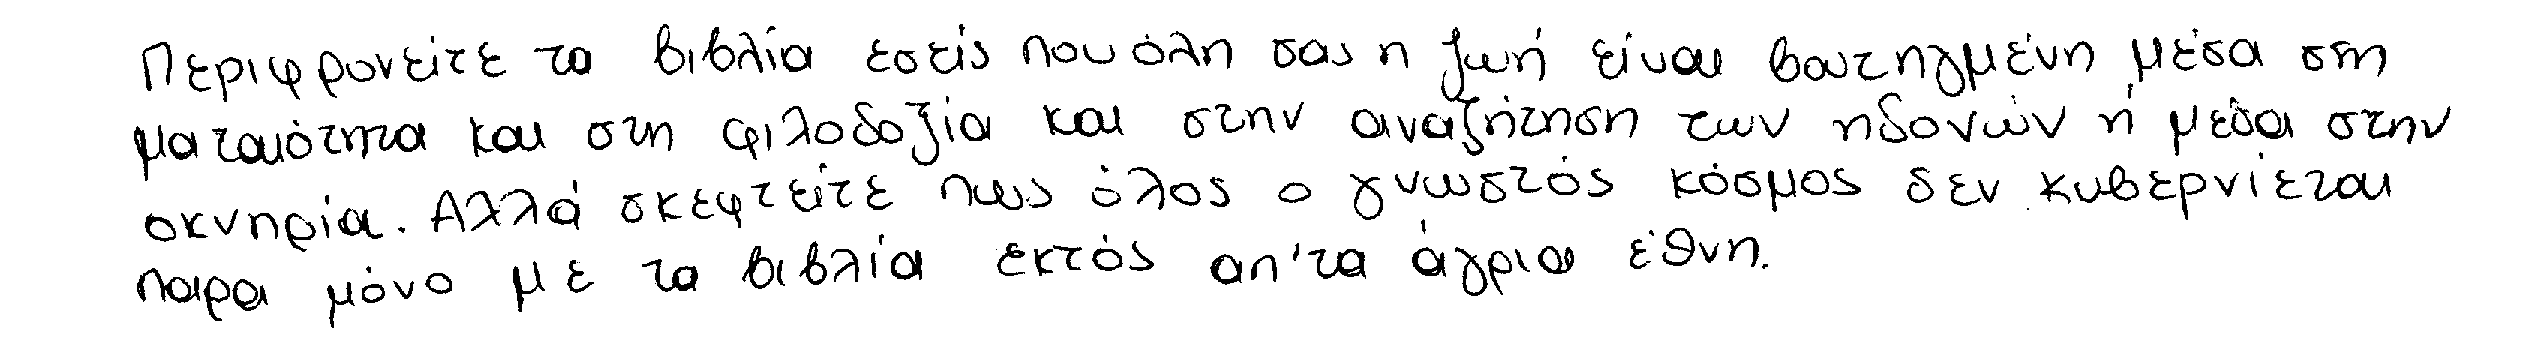 Περιφρονείτε τα βιβλία εσείς που όλη σας η ζωή είναι βουτηγμένη μέσα στη
ματαιότητα και στη φιλοδοξία και στην αναζήτηση των ηδονών ή μέσα στην
οκνηρία. Αλλά σκεφτείτε πως όλος ο γνωστός κόσμος δεν κυβερνίεται
παρα μόνο με τα βιβλία εκτός απ'τα άγρια έθνη.